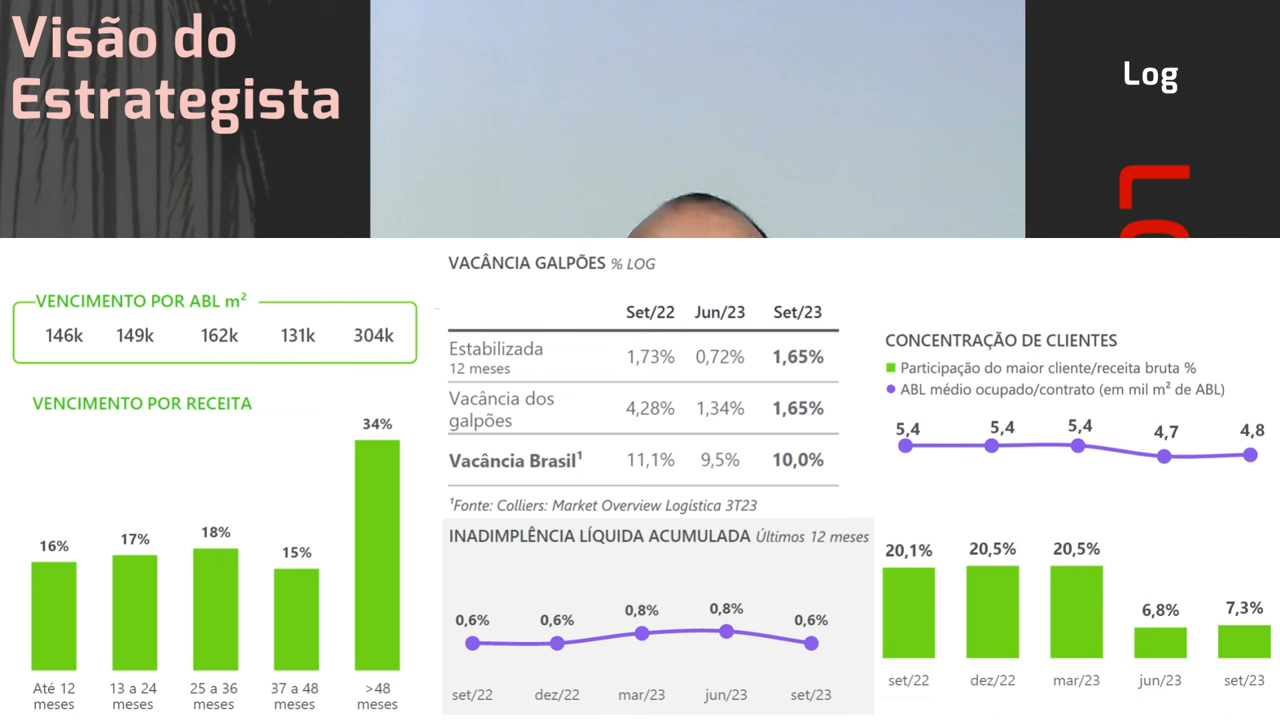 Visão do
Estrategista
Log
VENCIMENTO POR ABL m²
146k 149k 162k 131k 304k
VENCIMENTO POR RECEITA
16% 17% 18% 15% 34%
Até 12 meses
13 a 24 meses
25 a 36 meses
37 a 48 meses
>48 meses
VACÂNCIA GALPÕES % LOG
Set/22 Jun/23 Set/23
Estabilizada
12 meses
1,73% 0,72% 1,65%
Vacância dos
galpões
4,28% 1,34% 1,65%
Vacância Brasil¹ 11,1% 9,5% 10,0%
¹Fonte: Colliers: Market Overview Logística 3T23
INADIMPLÊNCIA LÍQUIDA ACUMULADA Últimos 12 meses
0,6% 0,6% 0,8% 0,8% 0,6%
set/22 dez/22 mar/23 jun/23 set/23
CONCENTRAÇÃO DE CLIENTES
Participação do maior cliente/receita bruta %
ABL médio ocupado/contrato (em mil m² de ABL)
5,4 5,4 5,4 4,7 4,8
20,1% 20,5% 20,5% 6,8% 7,3%
set/22 dez/22 mar/23 jun/23 set/23